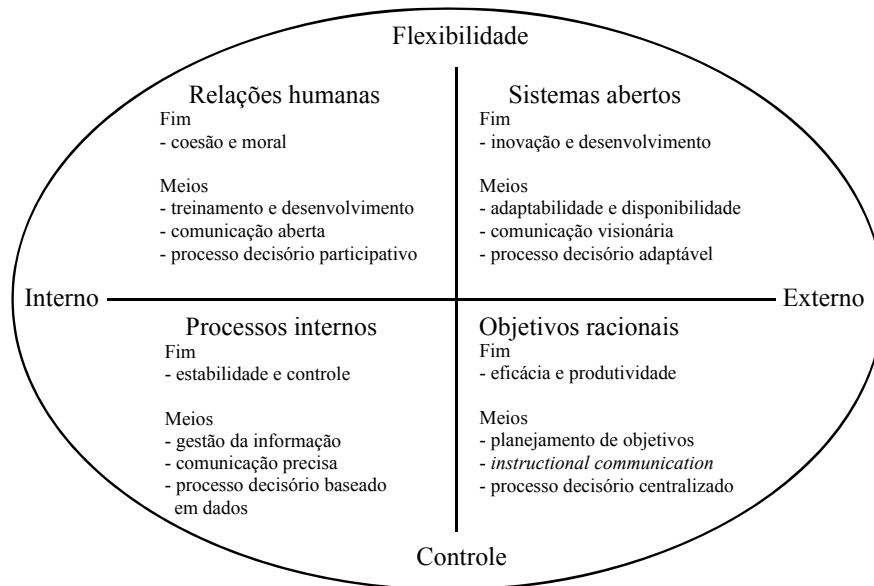 Flexibilidade
Relações humanas
Fim
- coesão e moral
Meios
- treinamento e desenvolvimento
- comunicação aberta
- processo decisório participativo
Sistemas abertos
Fim
- inovação e desenvolvimento
Meios
- adaptabilidade e disponibilidade
- comunicação visionária
- processo decisório adaptável
Interno
Externo
Processos internos
Fim
- estabilidade e controle
Meios
- gestão da informação
- comunicação precisa
- processo decisório baseado
em dados
Objetivos racionais
Fim
- eficácia e produtividade
Meios
- planejamento de objetivos
- instructional communication
- processo decisório centralizado
Controle